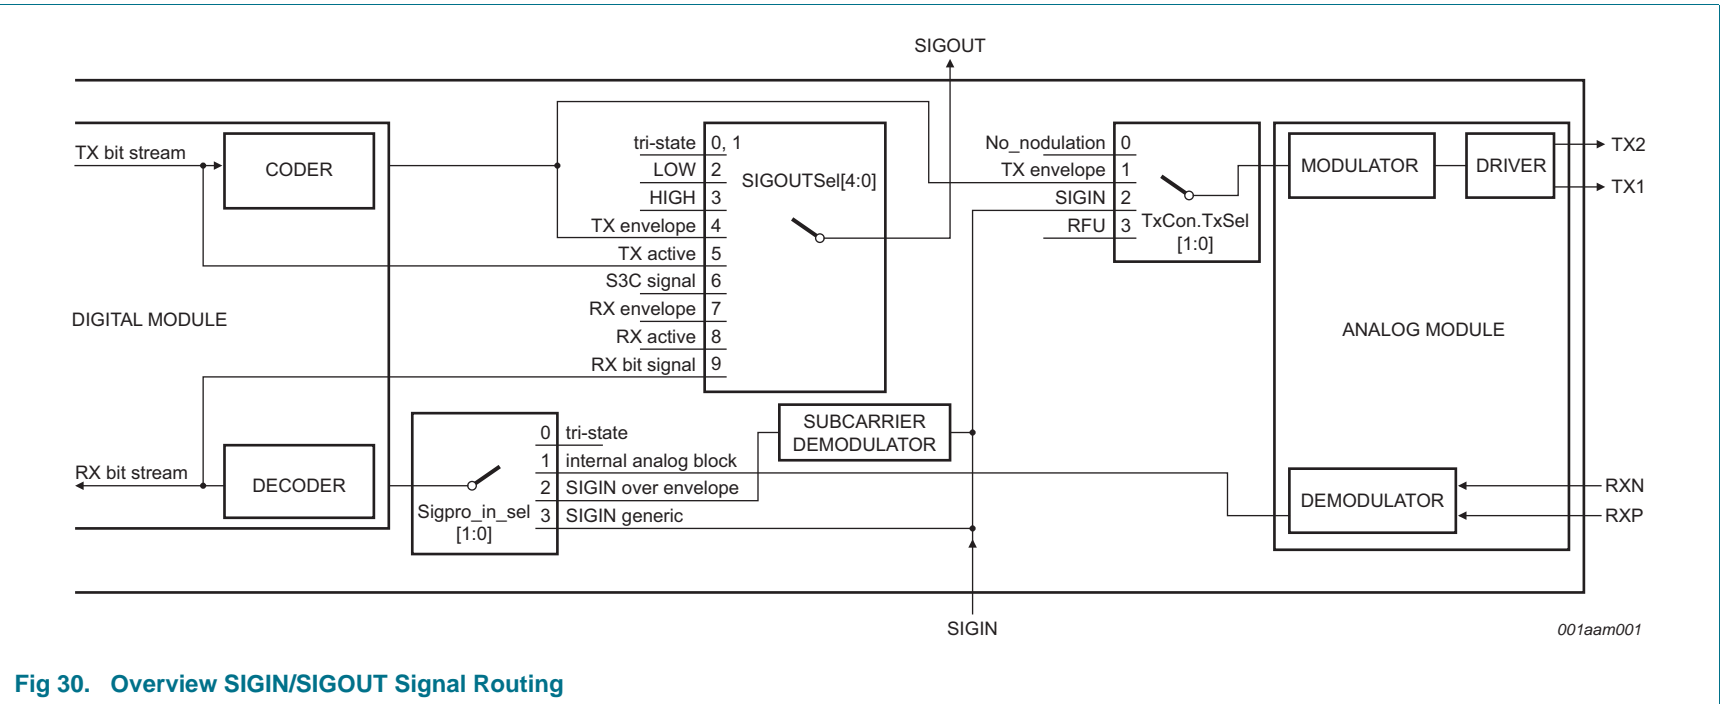 SIGOUT
TX bit stream
CODER
tri-state 0, 1
LOW 2
HIGH 3
TX envelope 4
TX active 5
S3C signal 6
RX envelope 7
RX active 8
RX bit signal 9
SIGOUTSel[4:0]
No_nodulation 0
TX envelope 1
SIGIN 2
RFU 3
TxCon.TxSel
[1:0]
MODULATOR
DRIVER
TX2
TX1
DIGITAL MODULE
ANALOG MODULE
RX bit stream
DECODER
Sigpro_in_sel
[1:0]
0 tri-state
1 internal analog block
2 SIGIN over envelope
3 SIGIN generic
SUBCARRIER
DEMODULATOR
DEMODULATOR
RXN
RXP
SIGIN
001aam001
Fig 30. Overview SIGIN/SIGOUT Signal Routing